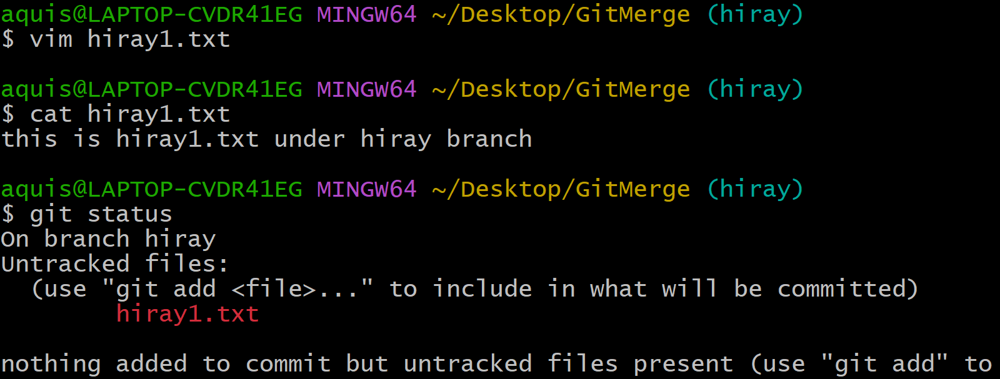 aquis@LAPTOP-CVDR41EG MINGW64 ~/Desktop/GitMerge (hiray)
$ vim hiray1.txt
aquis@LAPTOP-CVDR41EG MINGW64 ~/Desktop/GitMerge (hiray)
$ cat hiray1.txt
this is hiray1.txt under hiray branch
aquis@LAPTOP-CVDR41EG MINGW64 ~/Desktop/GitMerge (hiray)
$ git status
On branch hiray
Untracked files:
  (use "git add <file>..." to include in what will be committed)
        hiray1.txt
nothing added to commit but untracked files present (use "git add" to